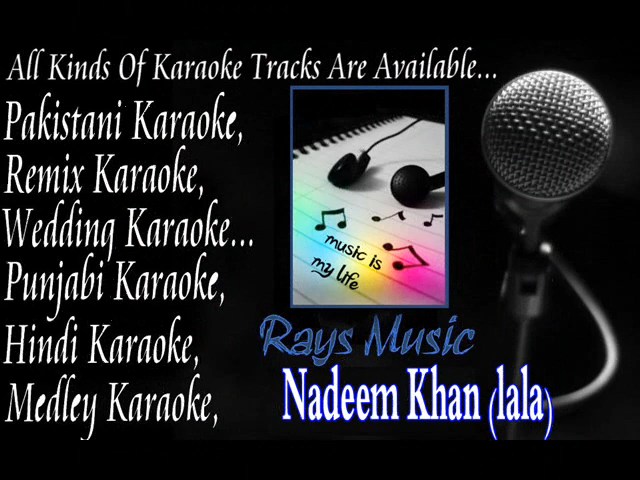 All Kinds Of Karaoke Tracks Are Available...
Pakistani Karaoke,
Remix Karaoke,
Wedding Karaoke...
Punjabi Karaoke,
Hindi Karaoke,
Medley Karaoke,
music is
my life
Rays Music
Nadeem Khan (lala)